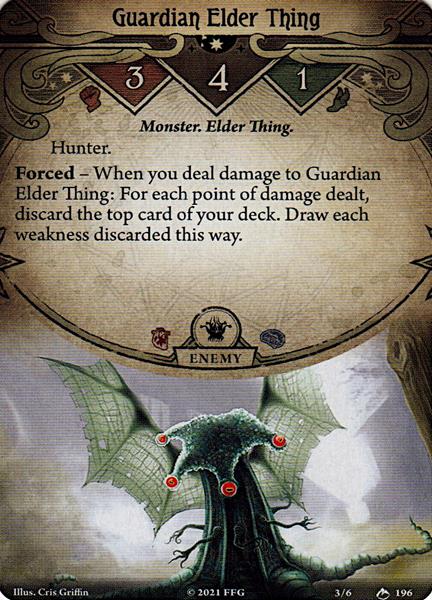 Guardian Elder Thing
3 4 1
Monster. Elder Thing.
Hunter.
Forced – When you deal damage to Guardian
Elder Thing: For each point of damage dealt,
discard the top card of your deck. Draw each
weakness discarded this way.
ENEMY
Illus. Cris Griffin © 2021 FFG 3/6 196